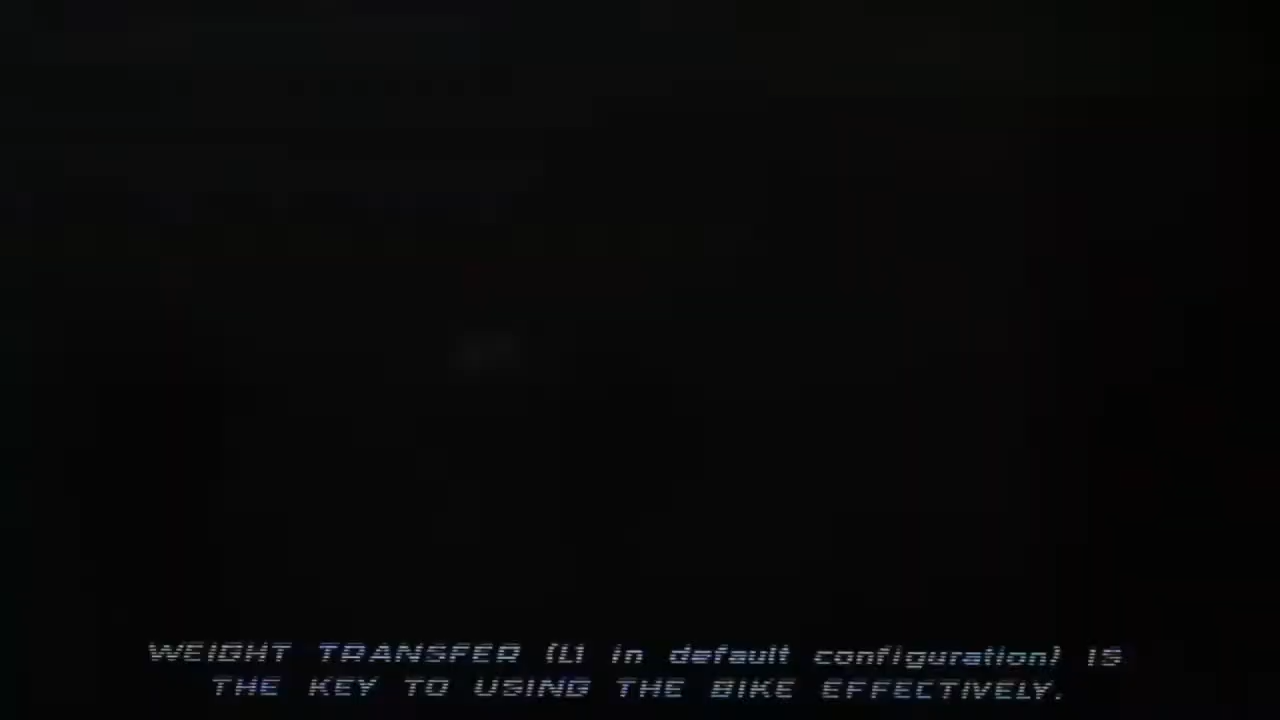 WEIGHT TRANSFER (L1 in default configuration) IS
THE KEY TO USING THE BIKE EFFECTIVELY.